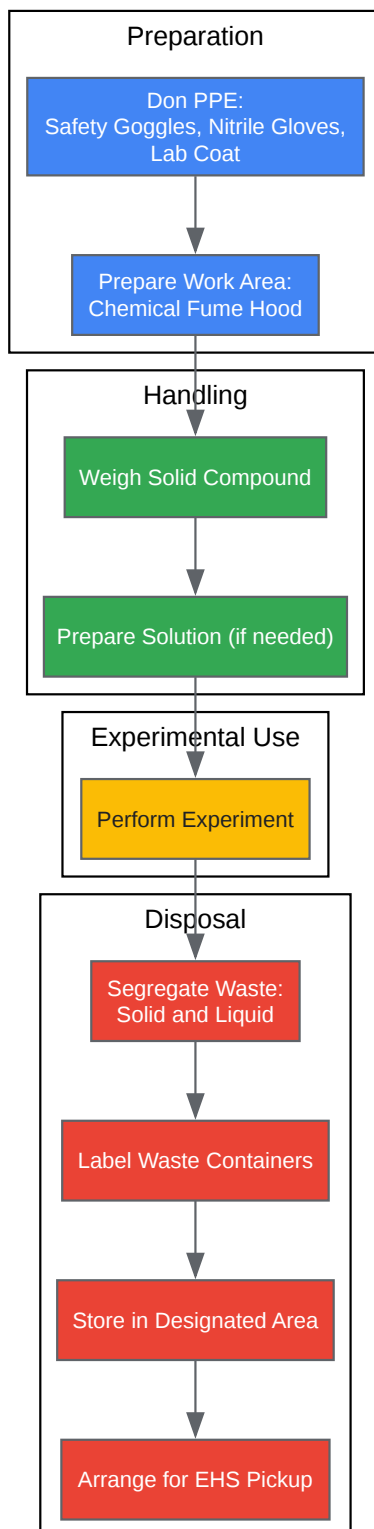 Preparation
Don PPE:
Safety Goggles, Nitrile Gloves,
Lab Coat
Prepare Work Area:
Chemical Fume Hood
Handling
Weigh Solid Compound
Prepare Solution (if needed)
Experimental Use
Perform Experiment
Disposal
Segregate Waste:
Solid and Liquid
Label Waste Containers
Store in Designated Area
Arrange for EHS Pickup